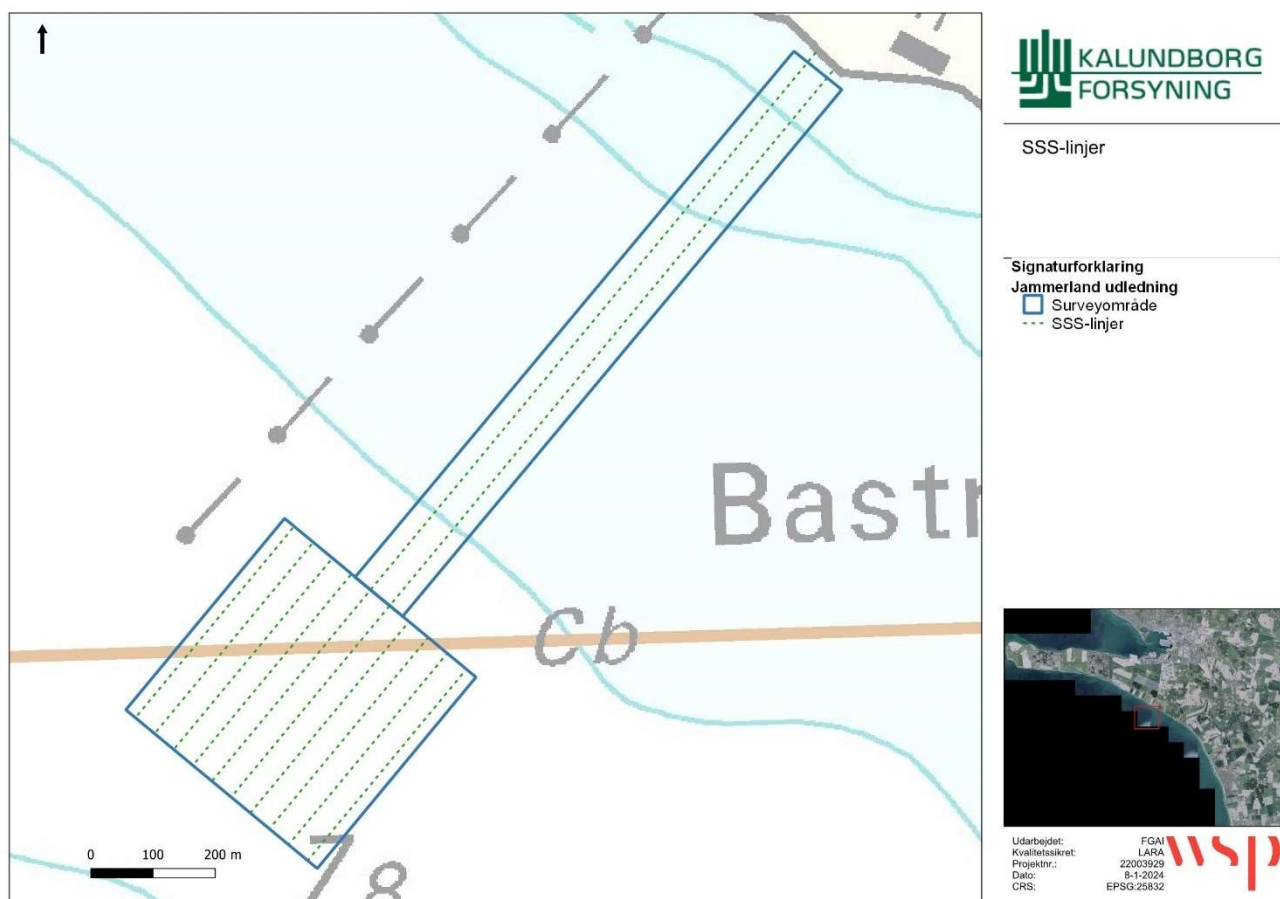 Bastr
Cb
78
0 100 200 m
KALUNDBORG
FORSYNING
SSS-linjer
Signaturforklaring
Jammerland udledning
Surveyområde
SSS-linjer
Udarbejdet: FGAI
Kvalitetssikret: LARA
Projektnr.: 22003929
Dato: 8-1-2024
CRS: EPSG:25832
wsp